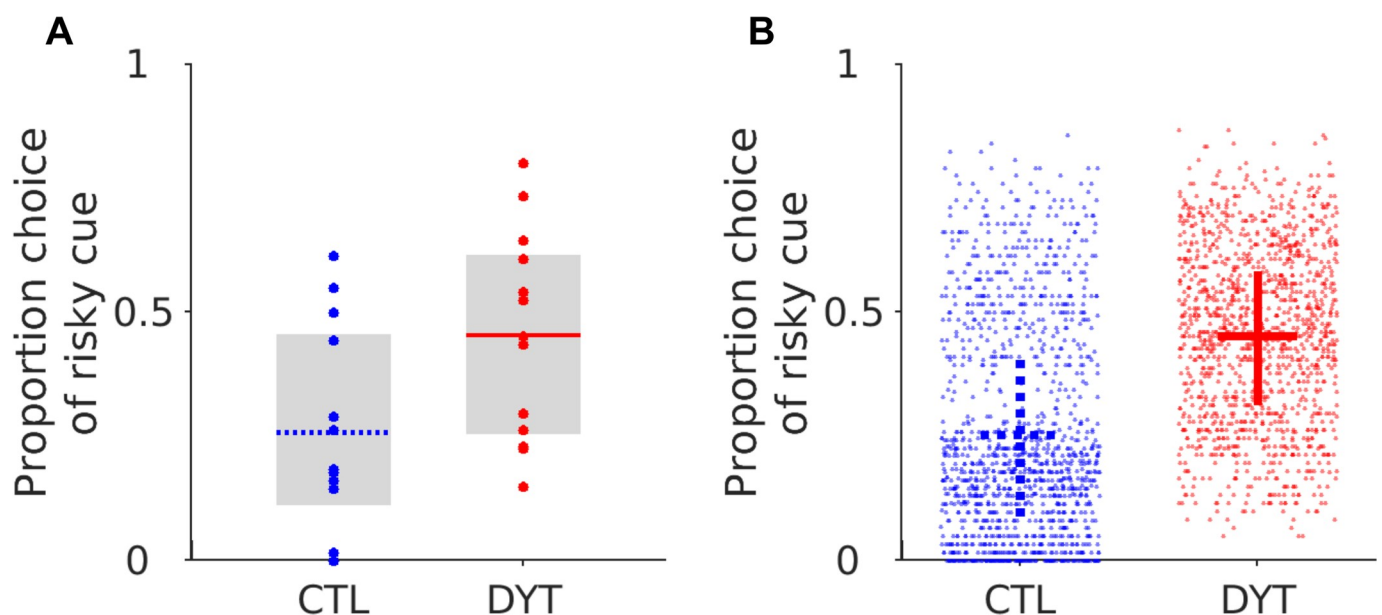 A
Proportion choice
of risky cue
1
0.5
0
CTL
DYT
B
Proportion choice
of risky cue
1
0.5
0
CTL
DYT